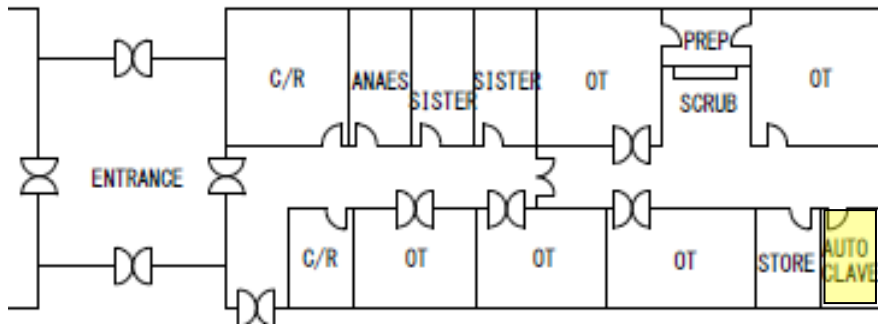 PREP
C/R
ANAES
SISTER
SISTER
OT
SCRUB
OT
ENTRANCE
C/R
OT
OT
OT
STORE
AUTO
CLAVE